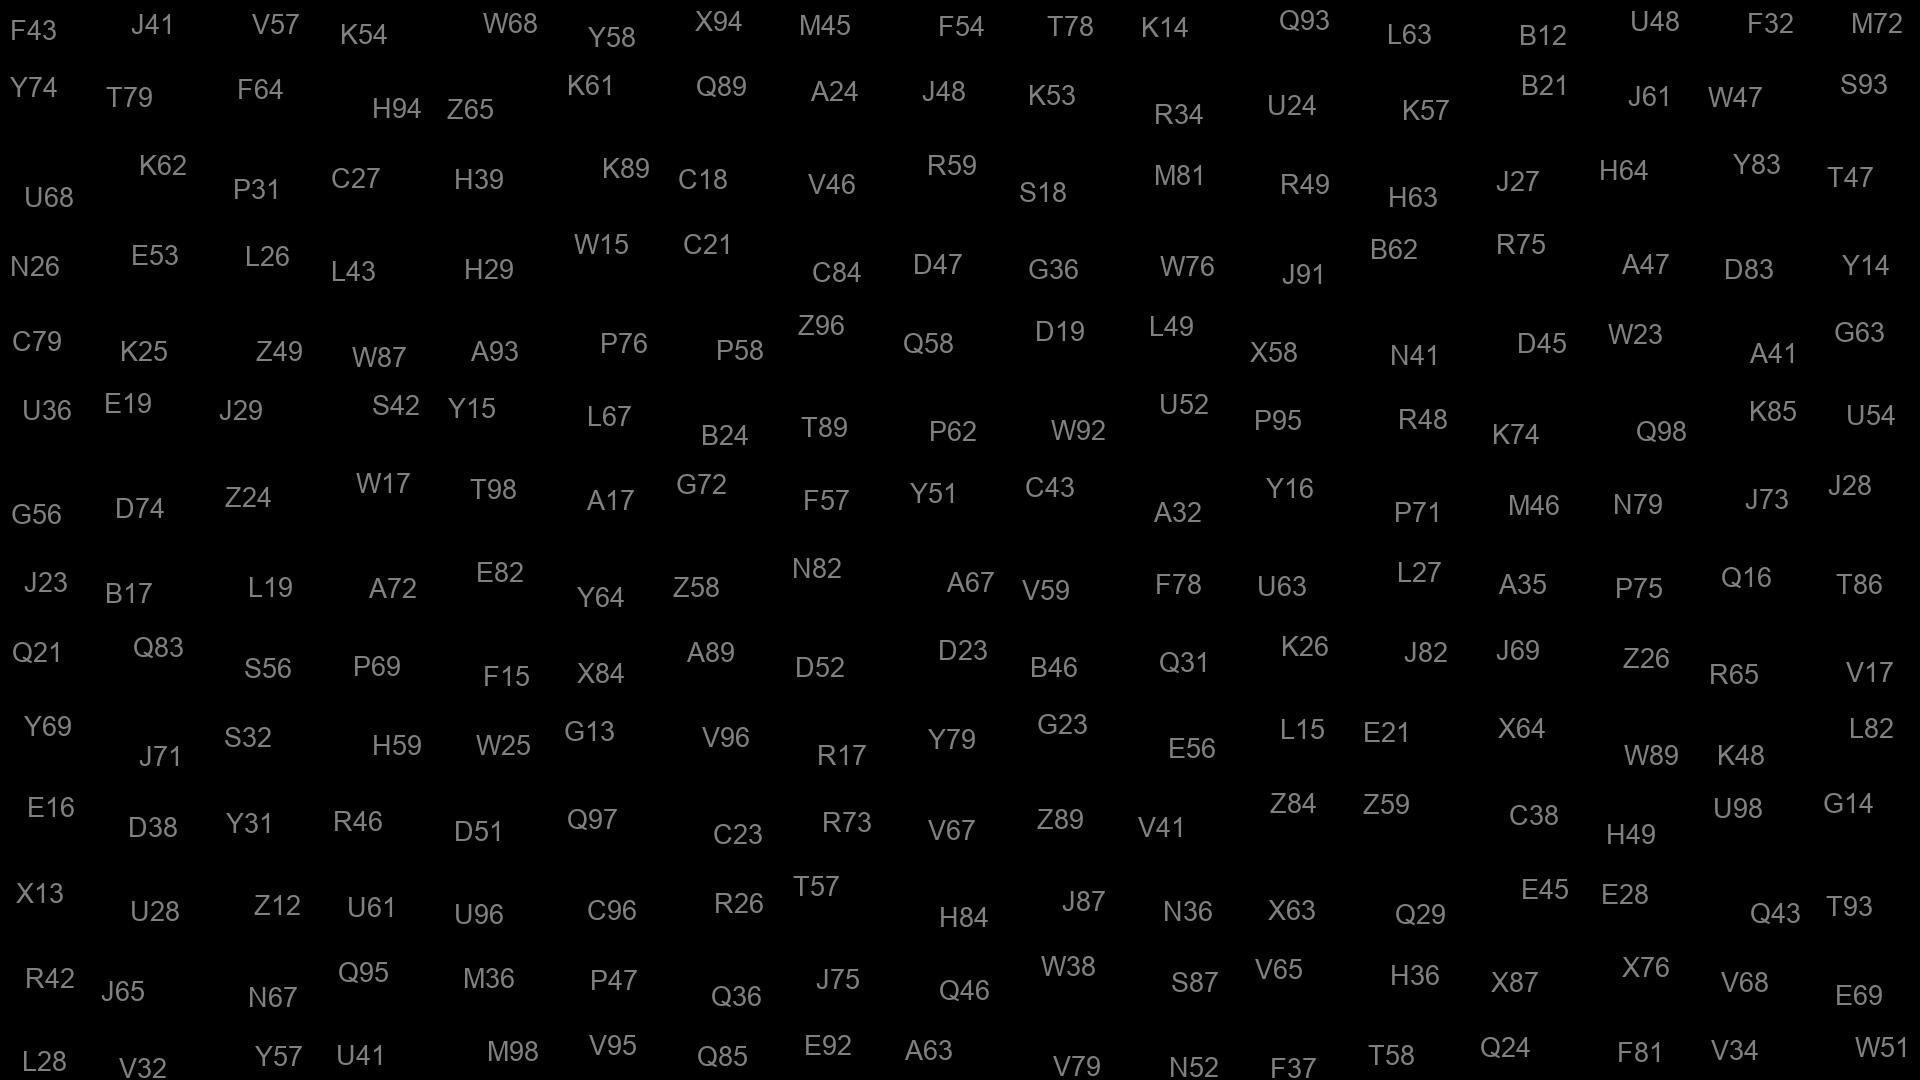 F43 J41 V57 K54 W68 Y58 X94 M45 F54 T78 K14 Q93 L63 B12 U48 F32 M72
Y74 T79 F64 H94 Z65 K61 Q89 A24 J48 K53 R34 U24 K57 B21 J61 W47 S93
U68 K62 P31 C27 H39 K89 C18 V46 R59 S18 M81 R49 H63 J27 H64 Y83 T47
N26 E53 L26 L43 H29 W15 C21 C84 D47 G36 W76 J91 B62 R75 A47 D83 Y14
C79 K25 Z49 W87 A93 P76 P58 Z96 Q58 D19 L49 X58 N41 D45 W23 A41 G63
U36 E19 J29 S42 Y15 L67 B24 T89 P62 W92 U52 P95 R48 K74 Q98 K85 U54
G56 D74 Z24 W17 T98 A17 G72 F57 Y51 C43 A32 Y16 P71 M46 N79 J73 J28
J23 B17 L19 A72 E82 Y64 Z58 N82 A67 V59 F78 U63 L27 A35 P75 Q16 T86
Q21 Q83 S56 P69 F15 X84 A89 D52 D23 B46 Q31 K26 J82 J69 Z26 R65 V17
Y69 J71 S32 H59 W25 G13 V96 R17 Y79 G23 E56 L15 E21 X64 W89 K48 L82
E16 D38 Y31 R46 D51 Q97 C23 R73 V67 Z89 V41 Z84 Z59 C38 H49 U98 G14
X13 U28 Z12 U61 U96 C96 R26 T57 H84 J87 N36 X63 Q29 E45 E28 Q43 T93
R42 J65 N67 Q95 M36 P47 Q36 J75 Q46 W38 S87 V65 H36 X87 X76 V68 E69
L28 V32 Y57 U41 M98 V95 Q85 E92 A63 V79 N52 F37 T58 Q24 F81 V34 W51